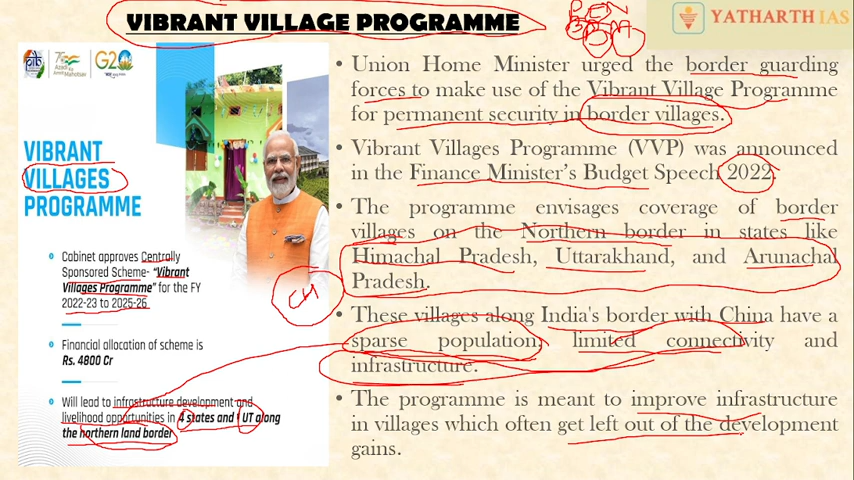 VIBRANT VILLAGE PROGRAMME
YATHARTH IAS
G20
VIBRANT
VILLAGES
PROGRAMME
Cabinet approves Centrally
Sponsored Scheme- “Vibrant
Villages Programme” for the FY
2022-23 to 2025-26
Financial allocation of scheme is
Rs. 4800 Cr
Will lead to infrastructure development and
livelihood opportunities in 4 states and 1 UT along
the northern land border
• Union Home Minister urged the border guarding
forces to make use of the Vibrant Village Programme
for permanent security in border villages.
• Vibrant Villages Programme (VVP) was announced
in the Finance Minister’s Budget Speech 2022.
• The programme envisages coverage of border
villages on the Northern border in states like
Himachal Pradesh, Uttarakhand, and Arunachal
Pradesh.
• These villages along India's border with China have a
sparse population, limited connectivity and
infrastructure.
• The programme is meant to improve infrastructure
in villages which often get left out of the development
gains.
CH